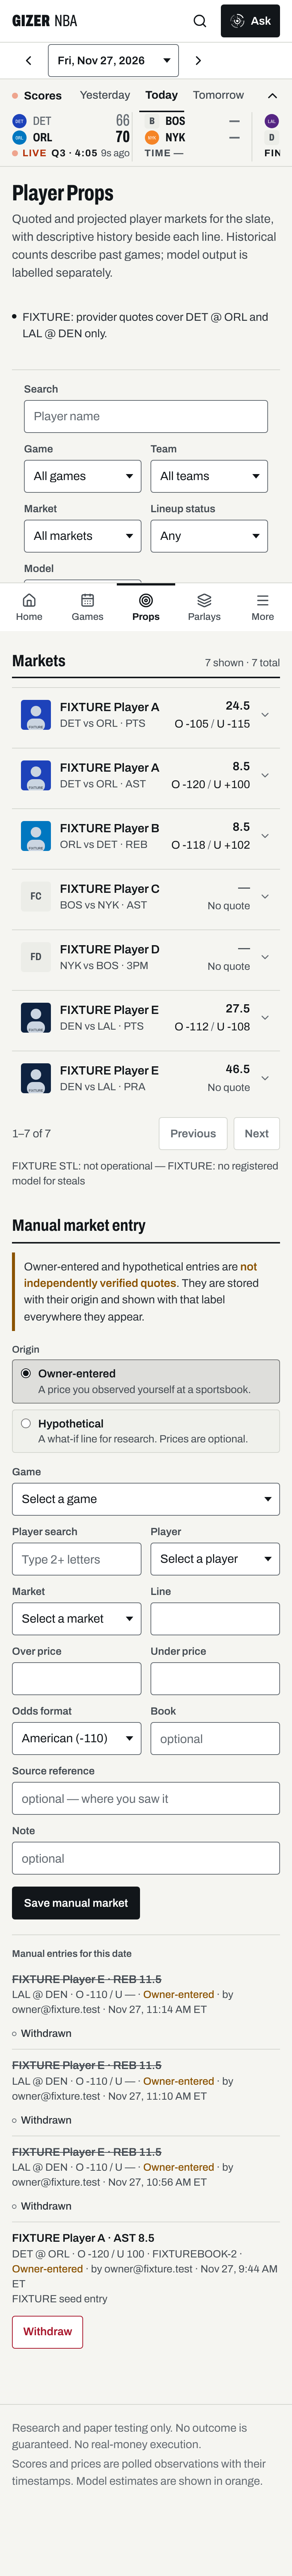 GIZER NBA
Ask
Fri, Nov 27, 2026
Scores
Yesterday
Today
Tomorrow
DET 66
ORL 70
LIVE Q3 · 4:05 9s ago
B BOS —
NYK NYK —
TIME —
LAL
D
FIN
Player Props
Quoted and projected player markets for the slate,
with descriptive history beside each line. Historical
counts describe past games; model output is
labelled separately.
FIXTURE: provider quotes cover DET @ ORL and
LAL @ DEN only.
Search
Player name
Game
Team
All games
All teams
Market
Lineup status
All markets
Any
Model
Home
Games
Props
Parlays
More
Markets
7 shown · 7 total
FIXTURE Player A 24.5
DET vs ORL · PTS O -105 / U -115
FIXTURE Player A 8.5
DET vs ORL · AST O -120 / U +100
FIXTURE Player B 8.5
ORL vs DET · REB O -118 / U +102
FC
FIXTURE Player C —
BOS vs NYK · AST No quote
FD
FIXTURE Player D —
NYK vs BOS · 3PM No quote
FIXTURE Player E 27.5
DEN vs LAL · PTS O -112 / U -108
FIXTURE Player E 46.5
DEN vs LAL · PRA No quote
1–7 of 7
Previous
Next
FIXTURE STL: not operational — FIXTURE: no registered
model for steals
Manual market entry
Owner-entered and hypothetical entries are not
independently verified quotes. They are stored
with their origin and shown with that label
everywhere they appear.
Origin
Owner-entered
A price you observed yourself at a sportsbook.
Hypothetical
A what-if line for research. Prices are optional.
Game
Select a game
Player search
Player
Type 2+ letters
Select a player
Market
Line
Select a market
Over price
Under price
Odds format
Book
American (-110)
optional
Source reference
optional — where you saw it
Note
optional
Save manual market
Manual entries for this date
FIXTURE Player E · REB 11.5
LAL @ DEN · O -110 / U — · Owner-entered · by
owner@fixture.test · Nov 27, 11:14 AM ET
Withdrawn
FIXTURE Player E · REB 11.5
LAL @ DEN · O -110 / U — · Owner-entered · by
owner@fixture.test · Nov 27, 11:10 AM ET
Withdrawn
FIXTURE Player E · REB 11.5
LAL @ DEN · O -110 / U — · Owner-entered · by
owner@fixture.test · Nov 27, 10:56 AM ET
Withdrawn
FIXTURE Player A · AST 8.5
DET @ ORL · O -120 / U 100 · FIXTUREBOOK-2 ·
Owner-entered · by owner@fixture.test · Nov 27, 9:44 AM
ET
FIXTURE seed entry
Withdraw
Research and paper testing only. No outcome is
guaranteed. No real-money execution.
Scores and prices are polled observations with their
timestamps. Model estimates are shown in orange.